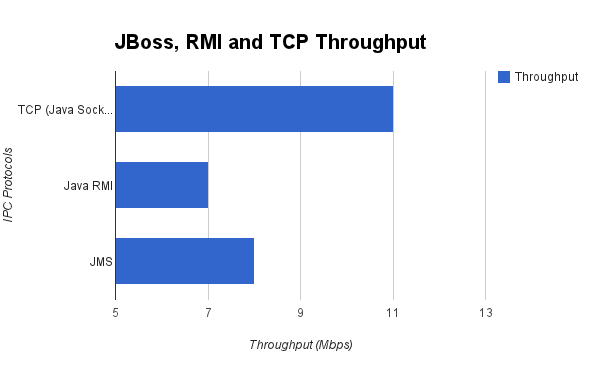 JBoss, RMI and TCP Throughput
Throughput
TCP (Java Sock...
Java RMI
JMS
IPC Protocols
5 7 9 11 13
Throughput (Mbps)